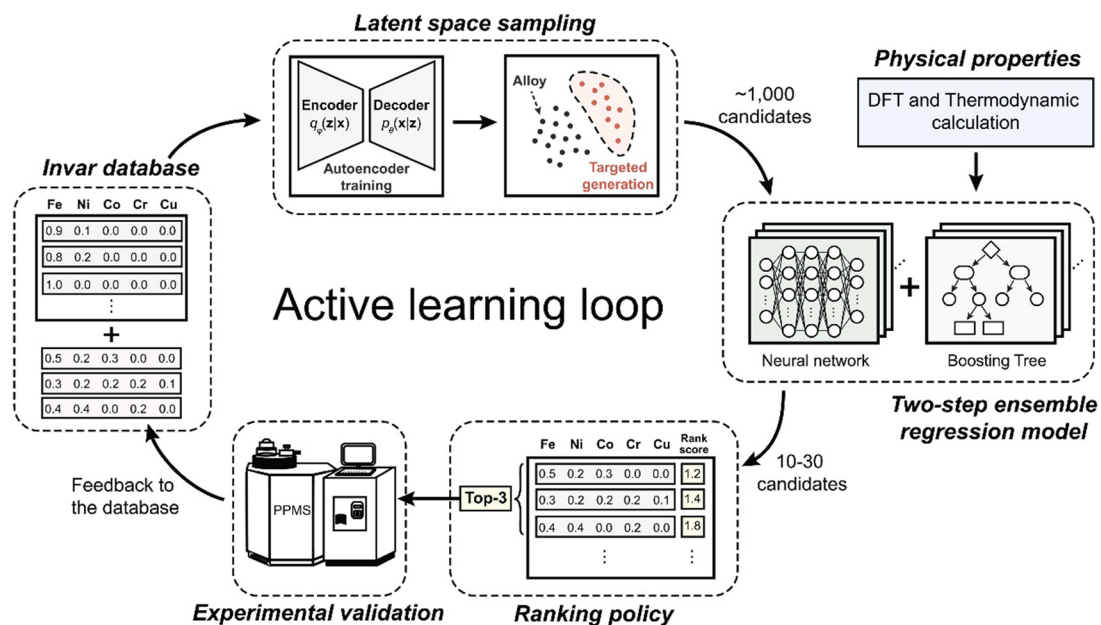 Latent space sampling
Encoder
qφ(z|x)
Decoder
pθ(x|z)
Autoencoder
training
Alloy
Targeted
generation
~1,000
candidates
Physical properties
DFT and Thermodynamic
calculation
Invar database
Fe Ni Co Cr Cu
0.9 0.1 0.0 0.0 0.0
0.8 0.2 0.0 0.0 0.0
1.0 0.0 0.0 0.0 0.0
⋮
+
0.5 0.2 0.3 0.0 0.0
0.3 0.2 0.2 0.2 0.1
0.4 0.4 0.0 0.2 0.0
Active learning loop
+
Neural network
Boosting Tree
Two-step ensemble
regression model
10-30
candidates
Fe Ni Co Cr Cu Rank
score
0.5 0.2 0.3 0.0 0.0 1.2
0.3 0.2 0.2 0.2 0.1 1.4
0.4 0.4 0.0 0.2 0.0 1.8
⋮ ⋮
Top-3
Ranking policy
PPMS
Experimental validation
Feedback to
the database